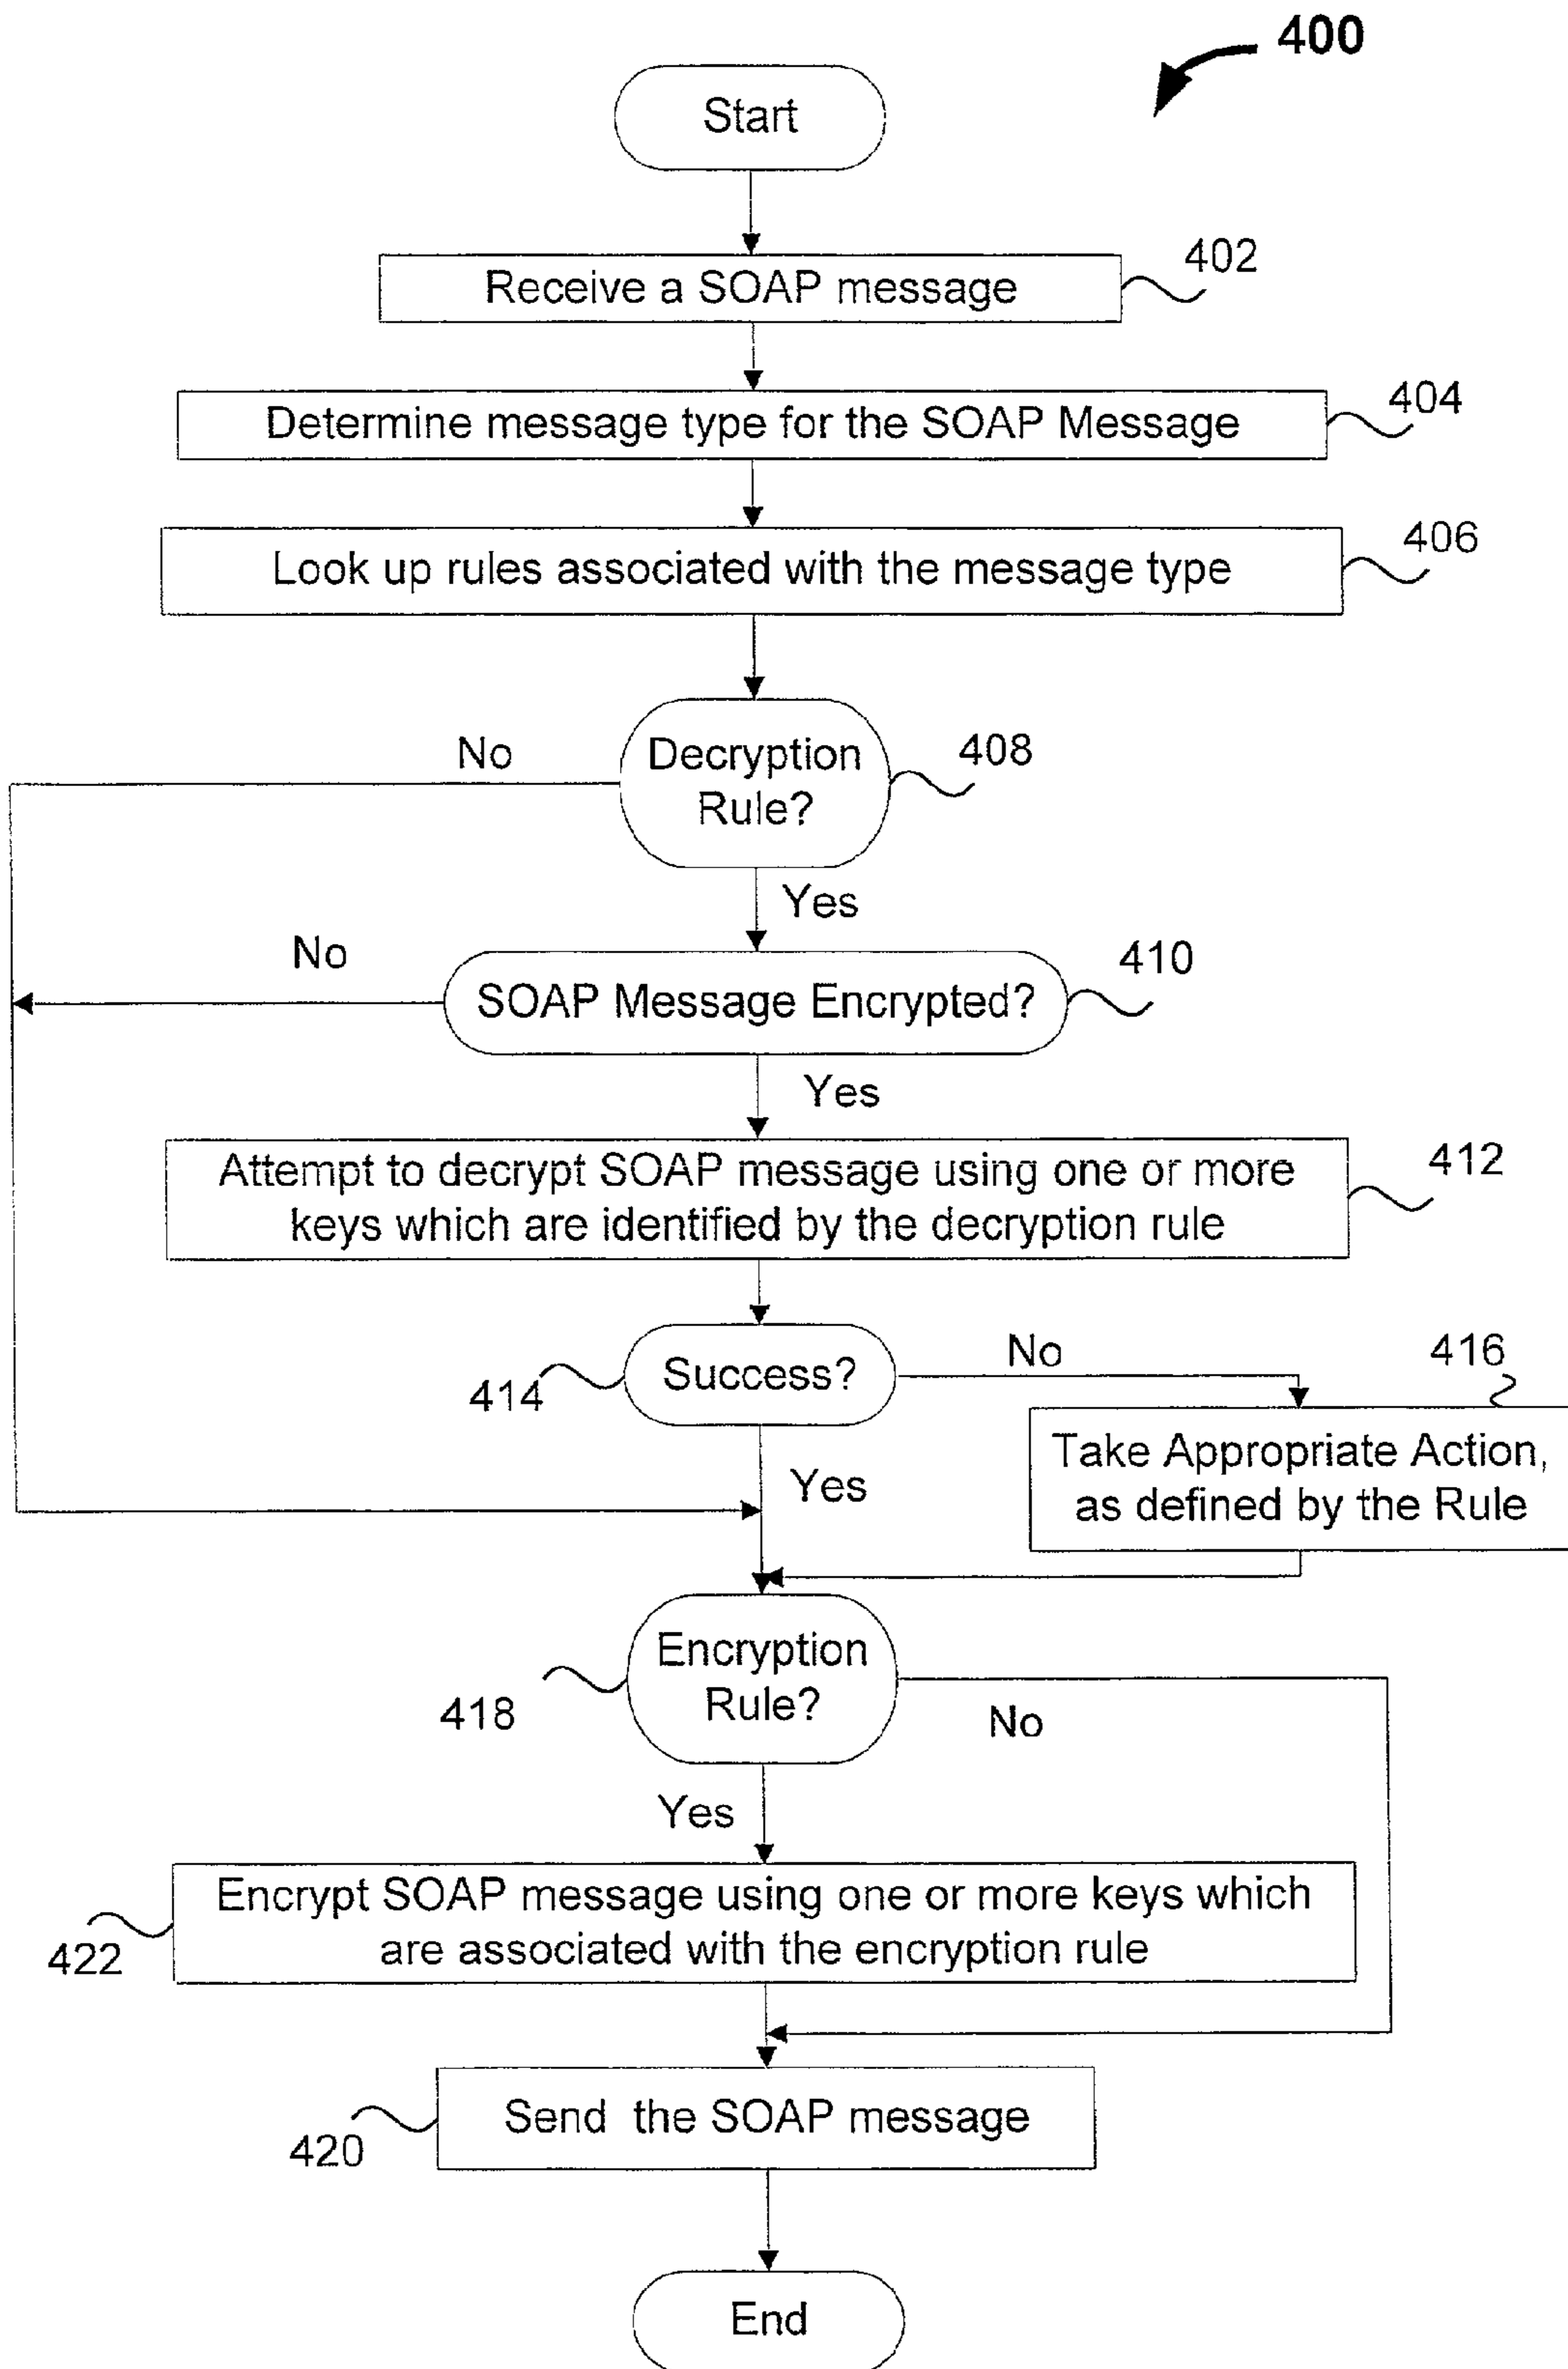 400
Start
Receive a SOAP message
402
Determine message type for the SOAP Message
404
Look up rules associated with the message type
406
Decryption
Rule?
408
No
Yes
SOAP Message Encrypted?
410
No
Yes
Attempt to decrypt SOAP message using one or more
keys which are identified by the decryption rule
412
Success?
414
No
416
Take Appropriate Action,
as defined by the Rule
Yes
Encryption
Rule?
418
No
Yes
Encrypt SOAP message using one or more keys which
are associated with the encryption rule
422
Send the SOAP message
420
End